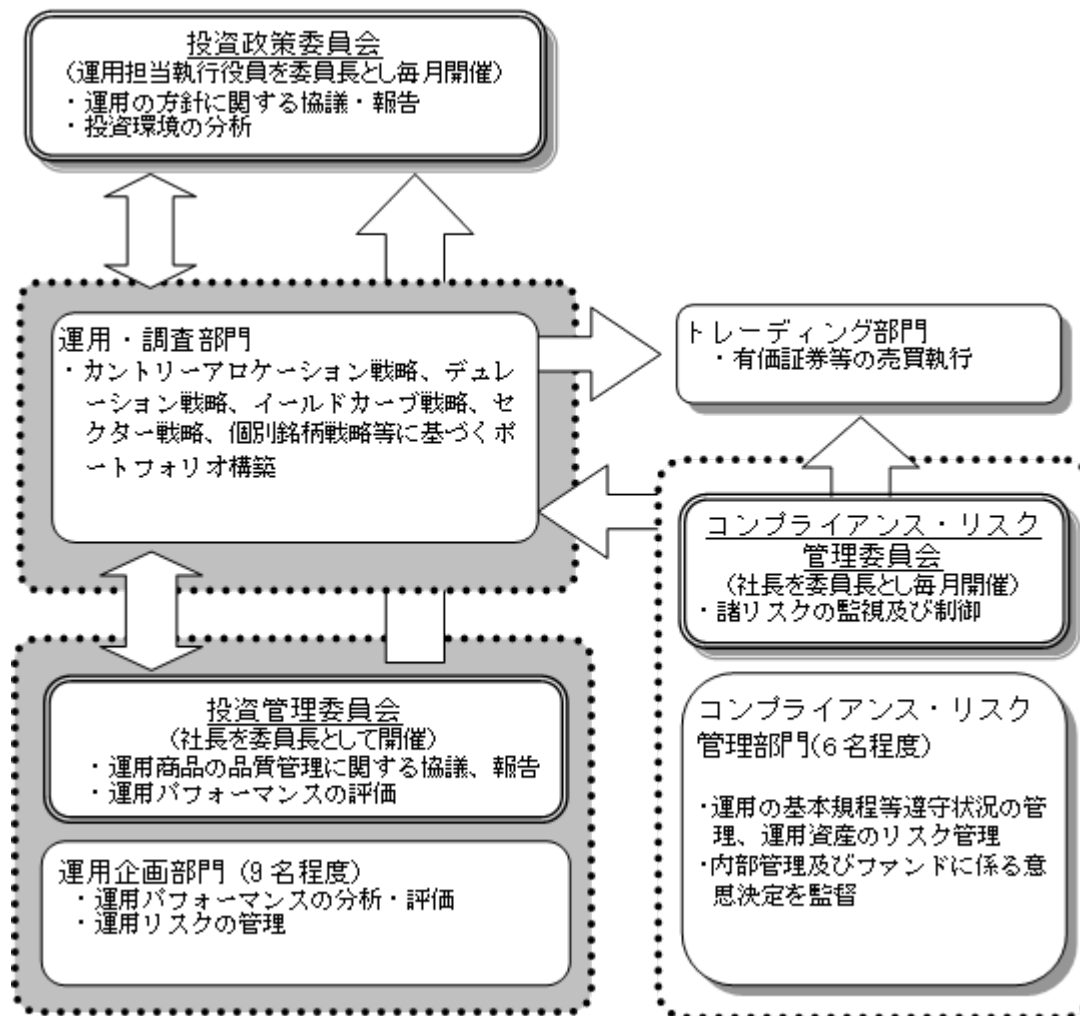 投資政策委員会
（運用担当執行役員を委員長とし毎月開催）
・運用の方針に関する協議・報告
・投資環境の分析
運用・調査部門
・カントリーアロケーション戦略、デュレ
ーション戦略、イールドカーブ戦略、セ
クター戦略、個別銘柄戦略等に基づくポ
ートフォリオ構築
トレーディング部門
・有価証券等の売買執行
コンプライアンス・リスク
管理委員会
（社長を委員長とし毎月開催）
・諸リスクの監視及び制御
投資管理委員会
（社長を委員長として開催）
・運用商品の品質管理に関する協議、報告
・運用パフォーマンスの評価
運用企画部門（9名程度）
・運用パフォーマンスの分析・評価
・運用リスクの管理
コンプライアンス・リスク
管理部門(6名程度)
・運用の基本規程等遵守状況の管
理、運用資産のリスク管理
・内部管理及びファンドに係る意
思決定を監督